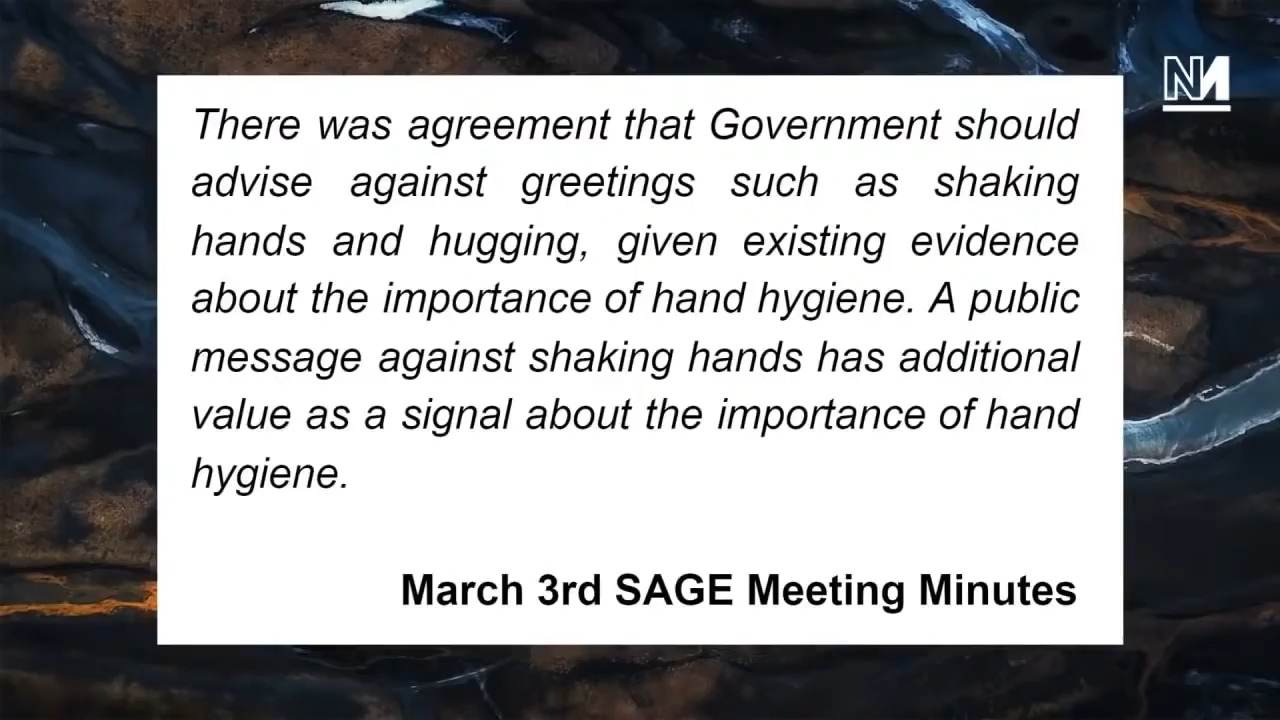 There was agreement that Government should
advise against greetings such as shaking
hands and hugging, given existing evidence
about the importance of hand hygiene. A public
message against shaking hands has additional
value as a signal about the importance of hand
hygiene.
March 3rd SAGE Meeting Minutes
NM